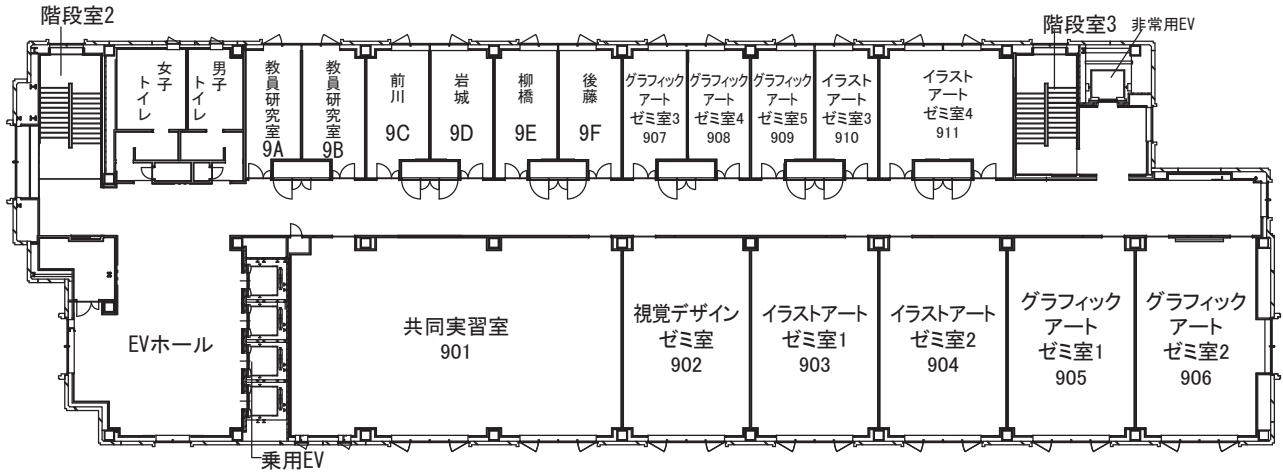 階段室2
階段室3
非常用EV
女子
トイレ
男子
トイレ
教員研究室
9A
教員研究室
9B
前川
9C
岩城
9D
柳橋
9E
後藤
9F
グラフィック
アート
ゼミ室3
907
グラフィック
アート
ゼミ室4
908
グラフィック
アート
ゼミ室5
909
イラスト
アート
ゼミ室3
910
イラスト
アート
ゼミ室4
911
EVホール
共同実習室
901
視覚デザイン
ゼミ室
902
イラストアート
ゼミ室1
903
イラストアート
ゼミ室2
904
グラフィック
アート
ゼミ室1
905
グラフィック
アート
ゼミ室2
906
乗用EV